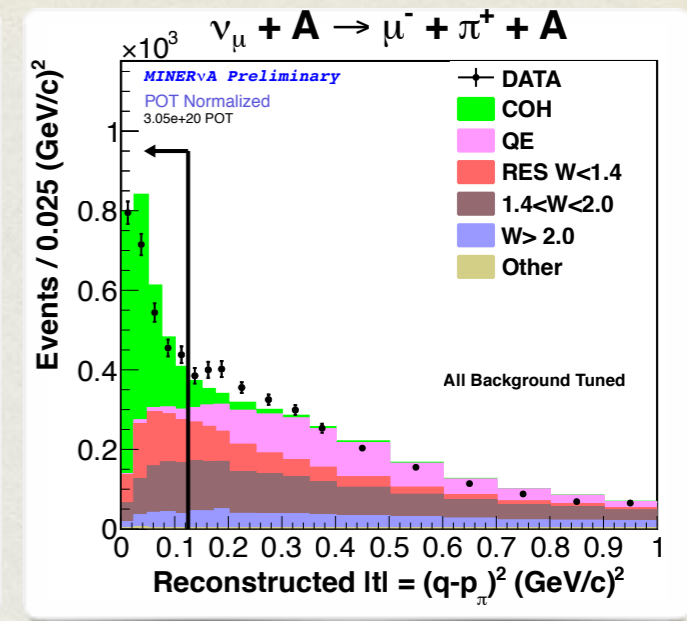 ν_μ + A → μ⁻ + π⁺ + A
×10³
MINERνA Preliminary
POT Normalized
3.05e+20 POT
DATA
COH
QE
RES W<1.4
1.4<W<2.0
W> 2.0
Other
All Background Tuned
Events / 0.025 (GeV/c)²
1
0.8
0.6
0.4
0.2
0
0 0.1 0.2 0.3 0.4 0.5 0.6 0.7 0.8 0.9 1
Reconstructed |t| = (q-p_π)² (GeV/c)²